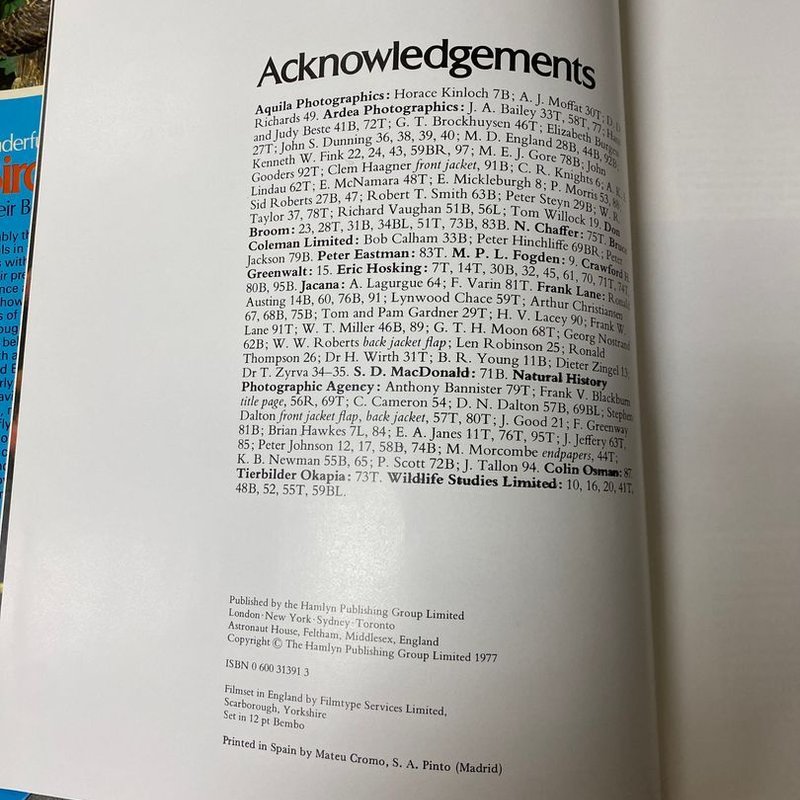 Acknowledgements
Aquila Photographics: Horace Kinloch 7B; A. J. Moffat 30T; D.
Richards 49. Ardea Photographics: J. A. Bailey 33T, 58T, 77;
and Judy Beste 41B, 72T; G. T. Brockhuysen 46T; Elizabeth
27T; John S. Dunning 36, 38, 39, 40; M. D. England 28B, 44B, 92B;
Kenneth W. Fink 22, 24, 43, 59BR, 97; M. E. J. Gore 78B; John
Gooders 92T; Clem Haagner front jacket, 91B; C. R. Knights 6; A. K.
Lindau 62T; E. McNamara 48T; E. Mickleburgh 8; P. Morris 53,
Sid Roberts 27B, 47; Robert T. Smith 63B; Peter Steyn 29B; W. R.
Taylor 37, 78T; Richard Vaughan 51B, 56L; Tom Willock 19. Don
Broom: 23, 28T, 31B, 34BL, 51T, 73B, 83B. N. Chaffer: 75T. Bruce
Coleman Limited: Bob Calham 33B; Peter Hinchliffe 69BR; Peter
Jackson 79B. Peter Eastman: 83T. M. P. L. Fogden: 9. Crawford H.
Greenwalt: 15. Eric Hosking: 7T, 14T, 30B, 32, 45, 61, 70, 71T, 74T,
80B, 95B. Jacana: A. Lagurgue 64; F. Varin 81T. Frank Lane: Ronald
Austing 14B, 60, 76B, 91; Lynwood Chace 59T; Arthur Christiansen
67, 68B, 75B; Tom and Pam Gardner 29T; H. V. Lacey 90; Frank W.
Lane 91T; W. T. Miller 46B, 89; G. T. H. Moon 68T; Georg Nostrand
62B; W. W. Roberts back jacket flap; Len Robinson 25; Ronald
Thompson 26; Dr H. Wirth 31T; B. R. Young 11B; Dieter Zingel 13,
Dr T. Zyrva 34–35. S. D. MacDonald: 71B. Natural History
Photographic Agency: Anthony Bannister 79T; Frank V. Blackburn
title page, 56R, 69T; C. Cameron 54; D. N. Dalton 57B, 69BL; Stephen
Dalton front jacket flap, back jacket, 57T, 80T; J. Good 21; F. Greenway
81B; Brian Hawkes 7L, 84; E. A. Janes 11T, 76T, 95T; J. Jeffery 63T,
85; Peter Johnson 12, 17, 58B, 74B; M. Morcombe endpapers, 44T;
K. B. Newman 55B, 65; P. Scott 72B; J. Tallon 94. Colin Osman: 87.
Tierbilder Okapia: 73T. Wildlife Studies Limited: 10, 16, 20, 41T,
48B, 52, 55T, 59BL.
Published by the Hamlyn Publishing Group Limited
London · New York · Sydney · Toronto
Astronaut House, Feltham, Middlesex, England
Copyright © The Hamlyn Publishing Group Limited 1977
ISBN 0 600 31391 3
Filmset in England by Filmtype Services Limited,
Scarborough, Yorkshire
Set in 12 pt Bembo
Printed in Spain by Mateu Cromo, S. A. Pinto (Madrid)